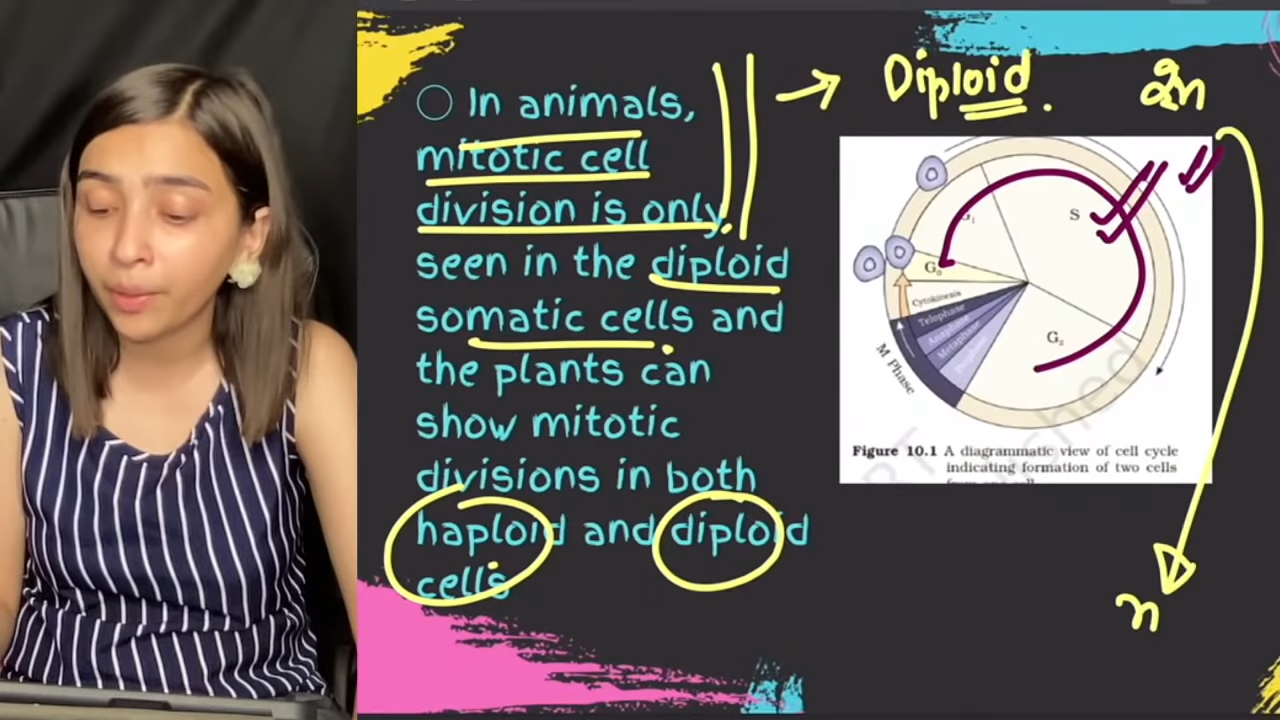 In animals,
mitotic cell
division is only
seen in the diploid
somatic cells and
the plants can
show mitotic
divisions in both
haploid and diploid
cells
Diploid.
2n
G₁
S
G₀
Cytokinesis
Telophase
Anaphase
Metaphase
G₂
M Phase
Figure 10.1 A diagrammatic view of cell cycle
indicating formation of two cells
n